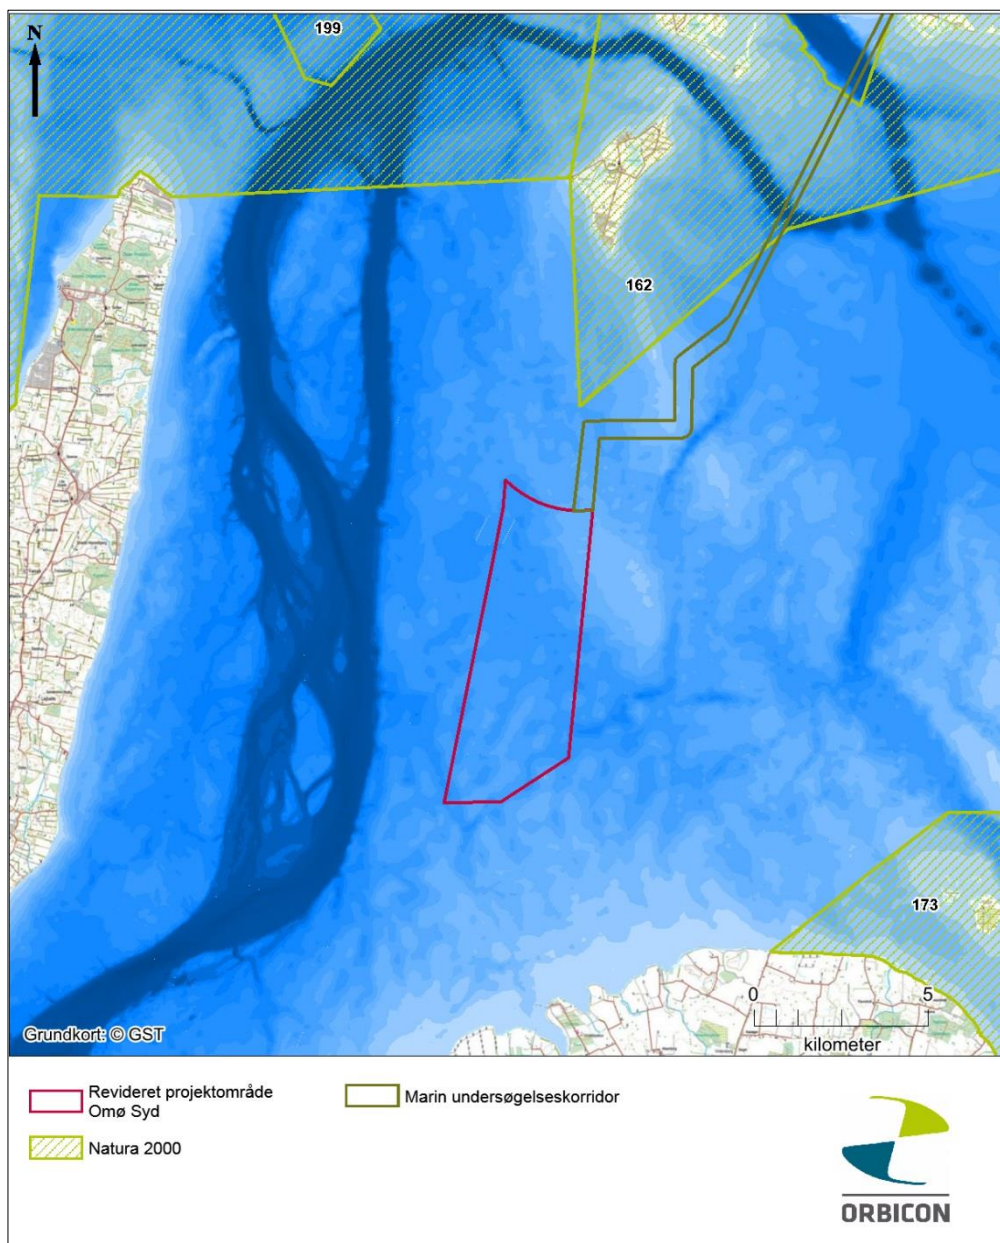 199
N
162
173
0 5
kilometer
Grundkort: © GST
Revideret projektområde
Omø Syd
Marin undersøgelseskorridor
Natura 2000
ORBICON